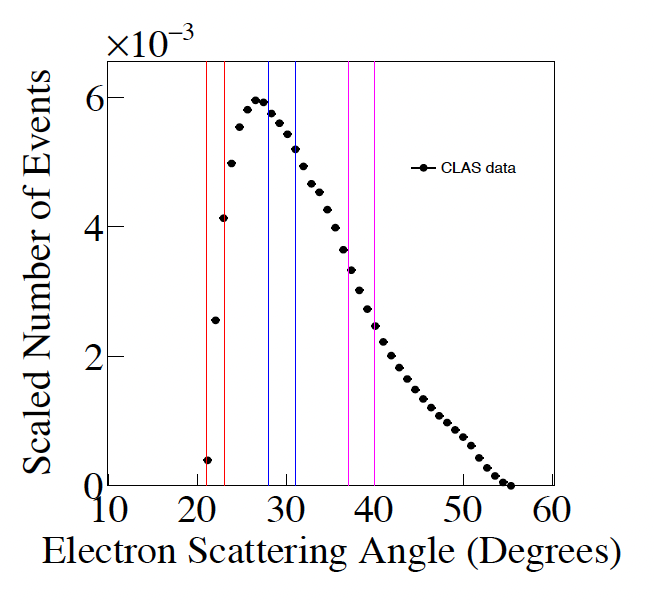 ×10⁻³
Scaled Number of Events
6
4
2
0
CLAS data
10 20 30 40 50 60
Electron Scattering Angle (Degrees)